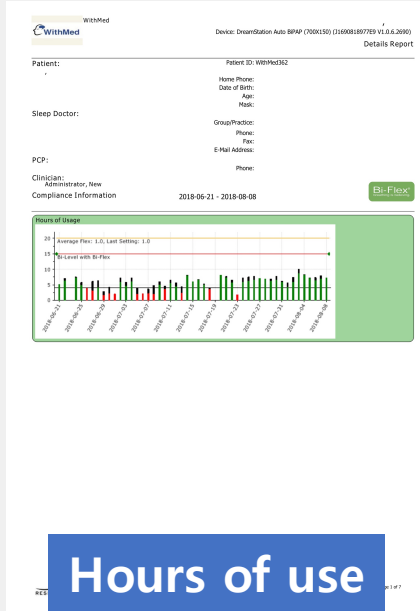 WithMed
WithMed
,
Device: DreamStation Auto BiPAP (700X150) (J1690818977E9 V1.0.6.2690)
Details Report
Patient:
Patient ID: WithMed362
,
Home Phone:
Date of Birth:
Age:
Mask:
Sleep Doctor:
Group/Practice:
Phone:
Fax:
E-Mail Address:
PCP:
Phone:
Clinician:
Administrator, New
Compliance Information
2018-06-21 - 2018-08-08
Bi-Flex
Hours of Usage
20
Average Flex: 1.0, Last Setting: 1.0
15
Bi-Level with Bi-Flex
10
5
0
2018-06-21
2018-06-25
2018-06-29
2018-07-03
2018-07-07
2018-07-11
2018-07-15
2018-07-19
2018-07-23
2018-07-27
2018-07-31
2018-08-04
2018-08-08
Hours of use
RES
ge 1 of 7